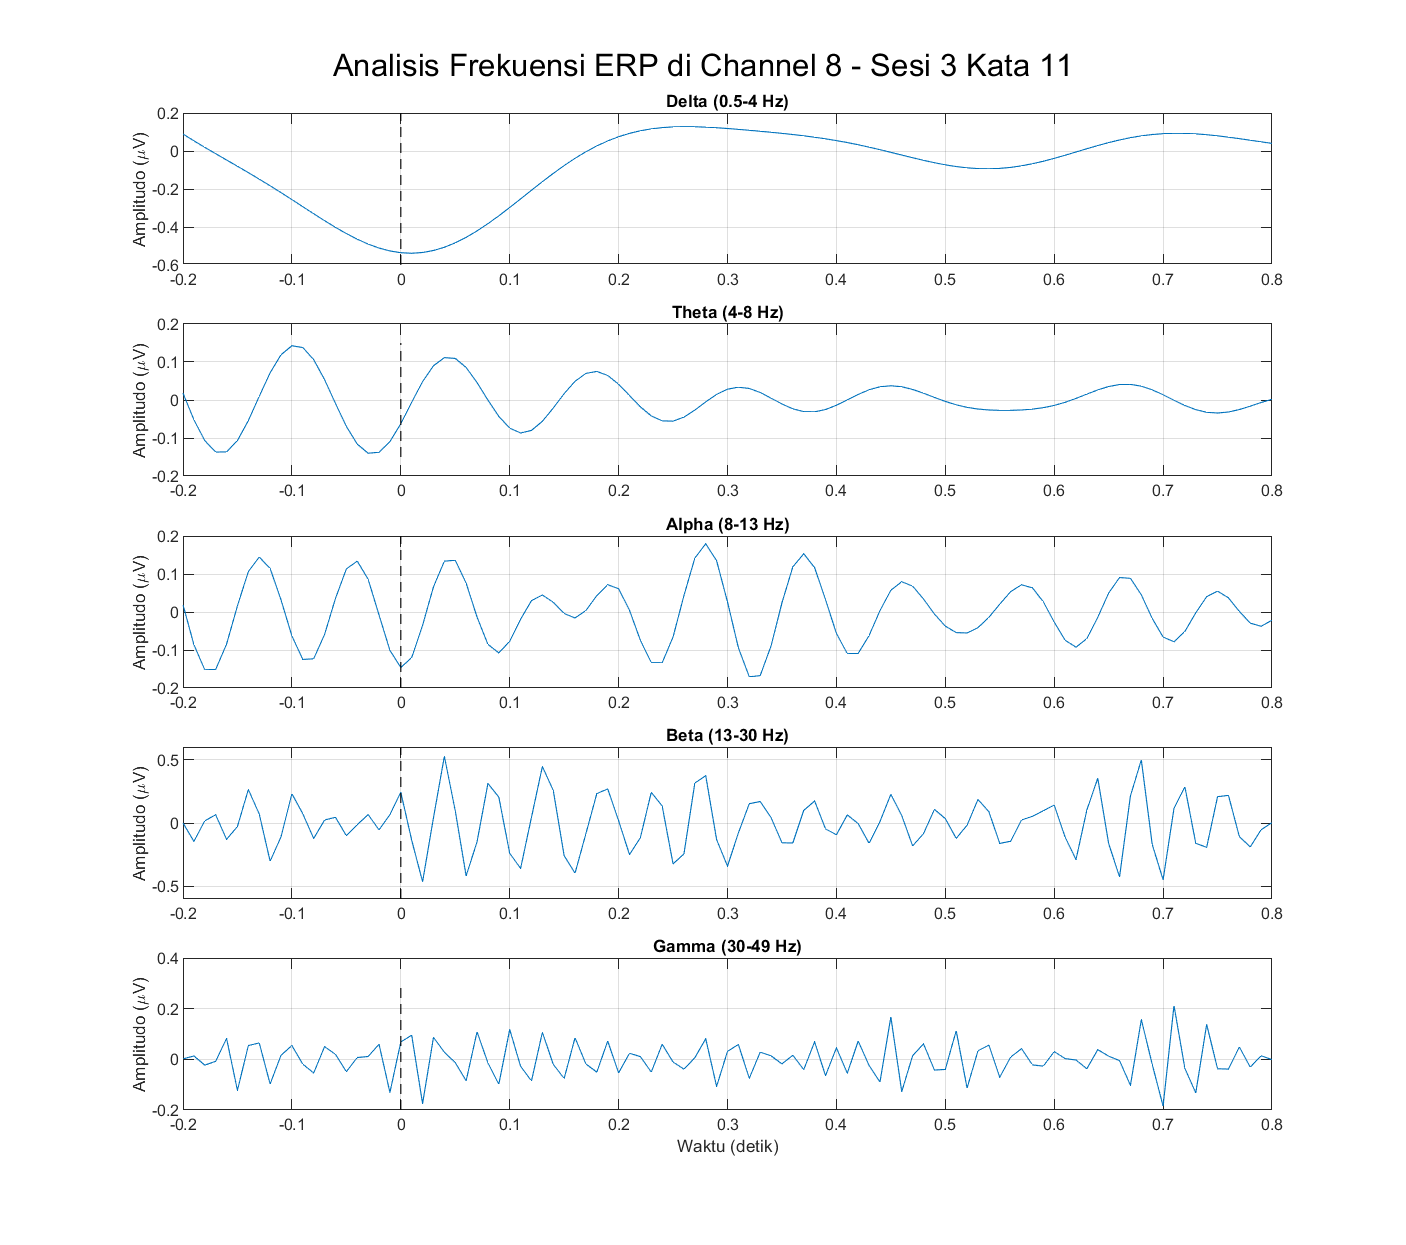 Analisis Frekuensi ERP di Channel 8 - Sesi 3 Kata 11
Delta (0.5-4 Hz)
Amplitudo (μV)
0.2
0
-0.2
-0.4
-0.6
-0.2 -0.1 0 0.1 0.2 0.3 0.4 0.5 0.6 0.7 0.8
Theta (4-8 Hz)
Amplitudo (μV)
0.2
0.1
0
-0.1
-0.2
-0.2 -0.1 0 0.1 0.2 0.3 0.4 0.5 0.6 0.7 0.8
Alpha (8-13 Hz)
Amplitudo (μV)
0.2
0.1
0
-0.1
-0.2
-0.2 -0.1 0 0.1 0.2 0.3 0.4 0.5 0.6 0.7 0.8
Beta (13-30 Hz)
Amplitudo (μV)
0.5
0
-0.5
-0.2 -0.1 0 0.1 0.2 0.3 0.4 0.5 0.6 0.7 0.8
Gamma (30-49 Hz)
Amplitudo (μV)
0.4
0.2
0
-0.2
-0.2 -0.1 0 0.1 0.2 0.3 0.4 0.5 0.6 0.7 0.8
Waktu (detik)